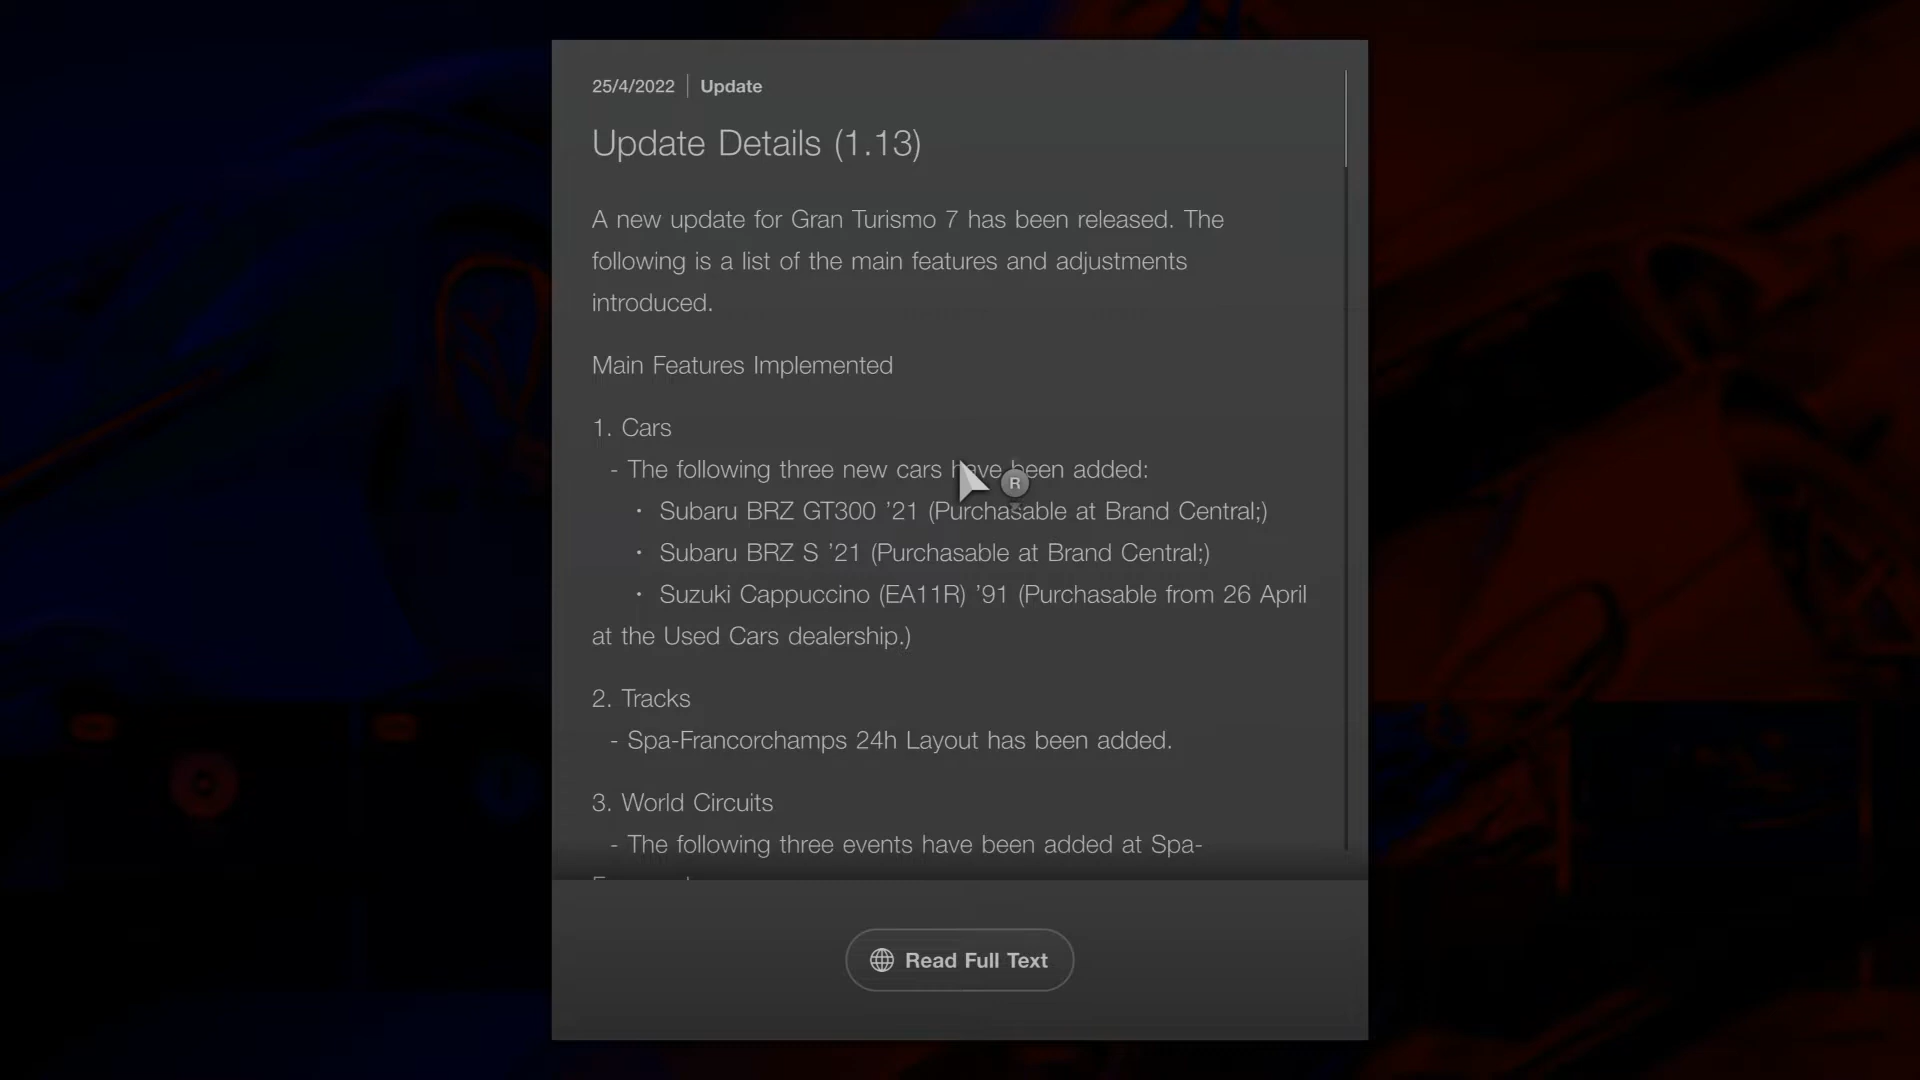 25/4/2022 | Update
Update Details (1.13)
A new update for Gran Turismo 7 has been released. The
following is a list of the main features and adjustments
introduced.
Main Features Implemented
1. Cars
- The following three new cars have been added:
R
・ Subaru BRZ GT300 ’21 (Purchasable at Brand Central;)
・ Subaru BRZ S ’21 (Purchasable at Brand Central;)
・ Suzuki Cappuccino (EA11R) ’91 (Purchasable from 26 April
at the Used Cars dealership.)
2. Tracks
- Spa-Francorchamps 24h Layout has been added.
3. World Circuits
- The following three events have been added at Spa-
Read Full Text